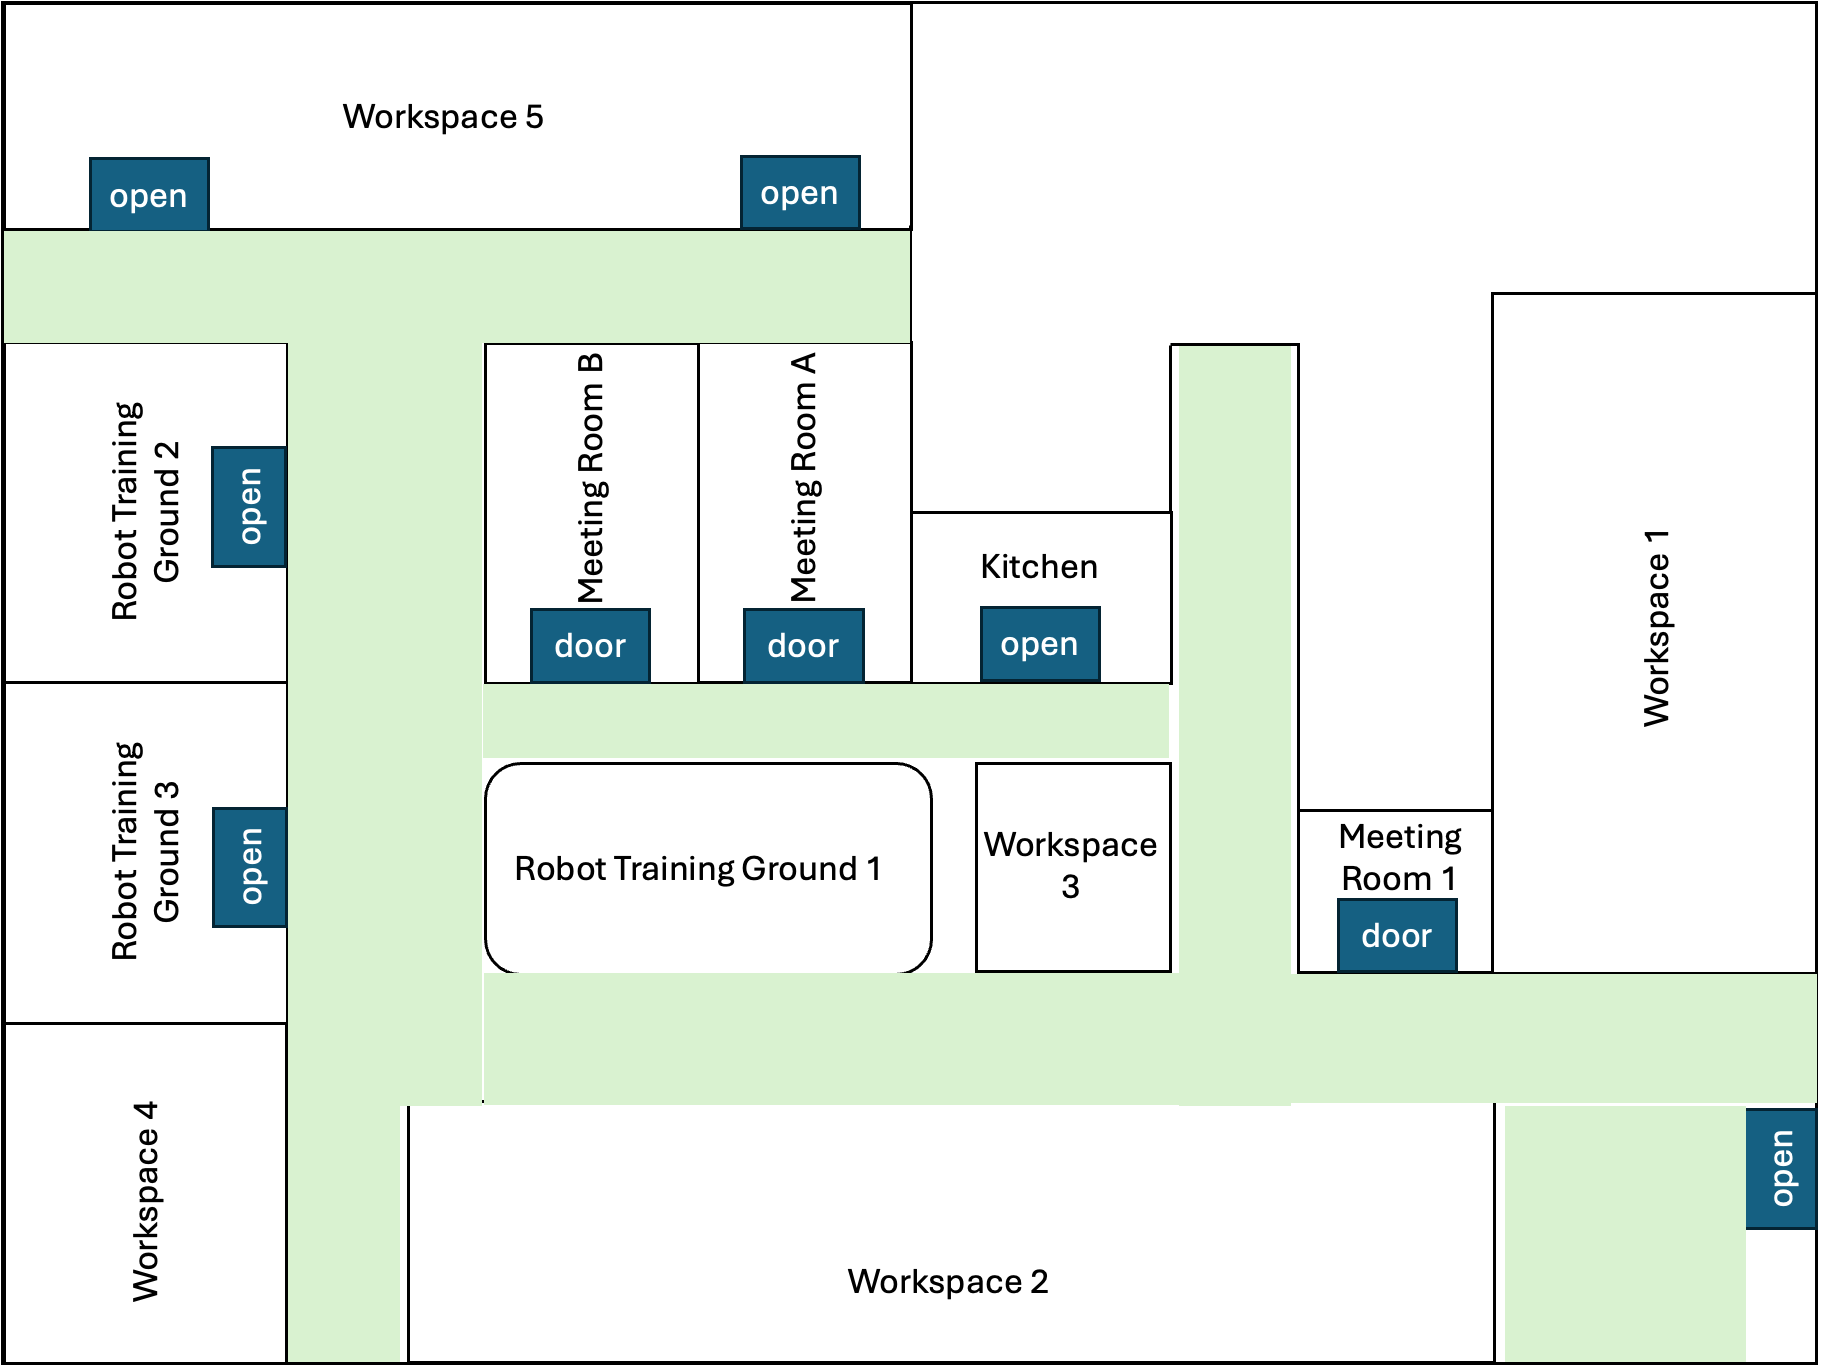 Workspace 5
open
open
Robot Training
Ground 2
open
Meeting Room B
door
Meeting Room A
door
Kitchen
open
Workspace 1
Robot Training
Ground 3
open
Robot Training Ground 1
Workspace
3
Meeting
Room 1
door
Workspace 4
Workspace 2
open